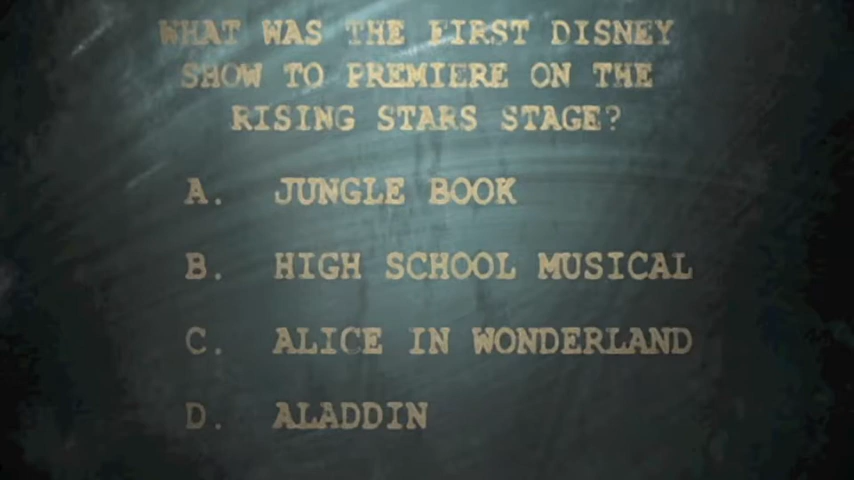 WHAT WAS THE FIRST DISNEY
SHOW TO PREMIERE ON THE
RISING STARS STAGE?
A. JUNGLE BOOK
B. HIGH SCHOOL MUSICAL
C. ALICE IN WONDERLAND
D. ALADDIN